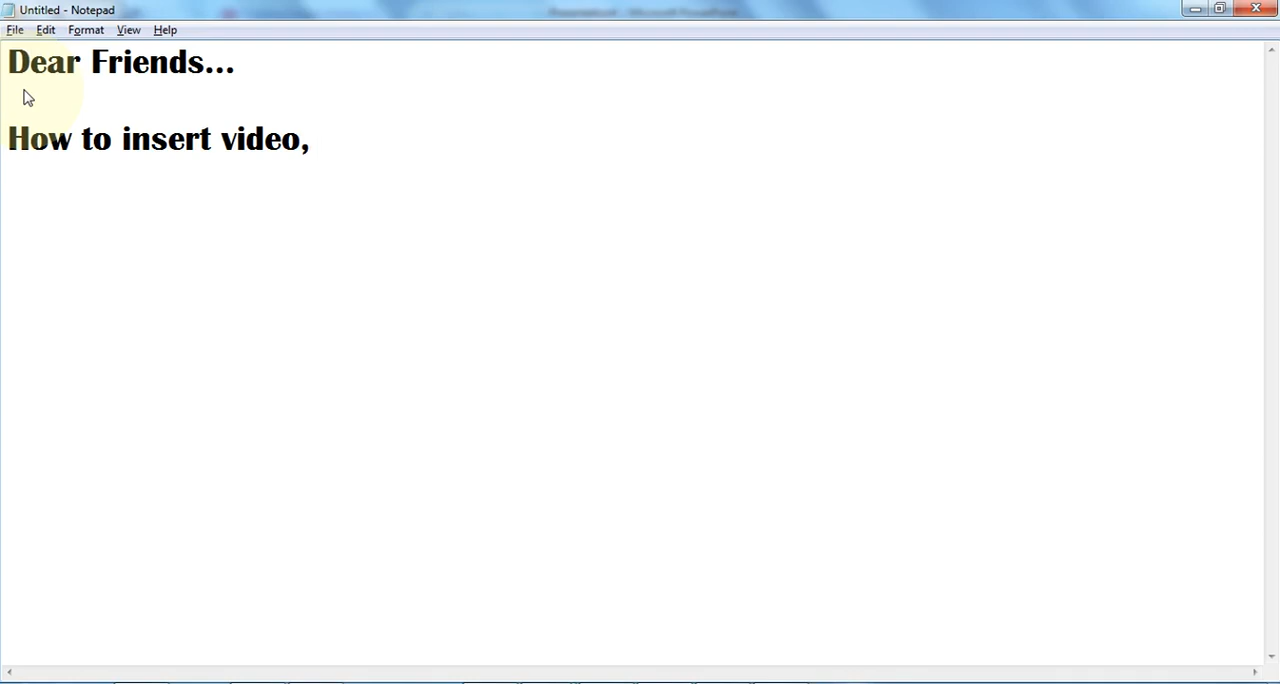 Untitled - Notepad
File Edit Format View Help
Dear Friends...
How to insert video,